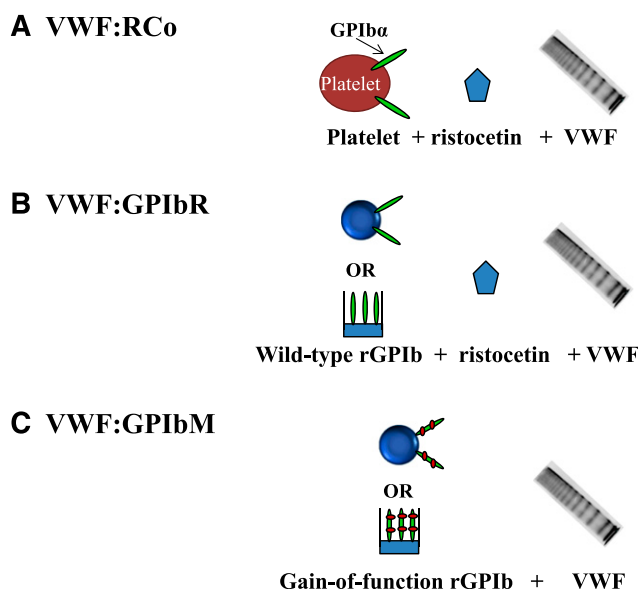 A VWF:RCo
GPIbα
Platelet
Platelet + ristocetin + VWF
B VWF:GPIbR
OR
Wild-type rGPIb + ristocetin + VWF
C VWF:GPIbM
OR
Gain-of-function rGPIb + VWF